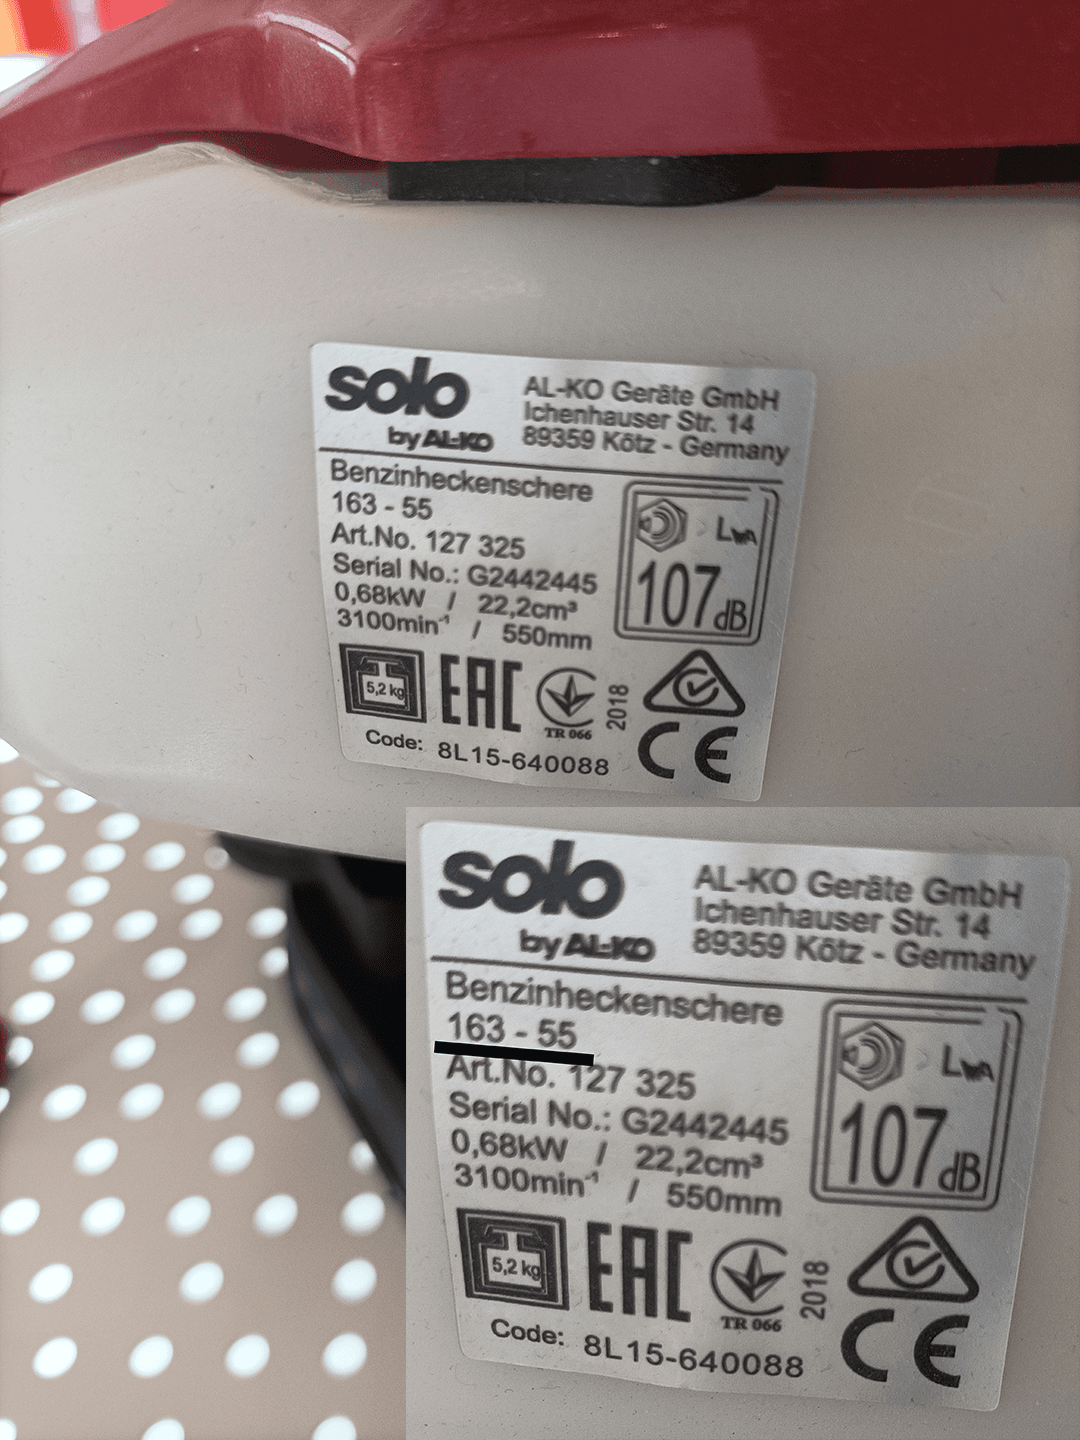 solo
by AL-KO
AL-KO Geräte GmbH
Ichenhauser Str. 14
89359 Kötz - Germany
Benzinheckenschere
163 - 55
Art.No. 127 325
Serial No.: G2442445
0,68kW / 22,2cm³
3100min⁻¹ / 550mm
LWA
107dB
5,2 kg
EAC
TR 066
2018
CE
Code: 8L15-640088
solo
by AL-KO
AL-KO Geräte GmbH
Ichenhauser Str. 14
89359 Kötz - Germany
Benzinheckenschere
163 - 55
Art.No. 127 325
Serial No.: G2442445
0,68kW / 22,2cm³
3100min⁻¹ / 550mm
LWA
107dB
5,2 kg
EAC
TR 066
2018
CE
Code: 8L15-640088